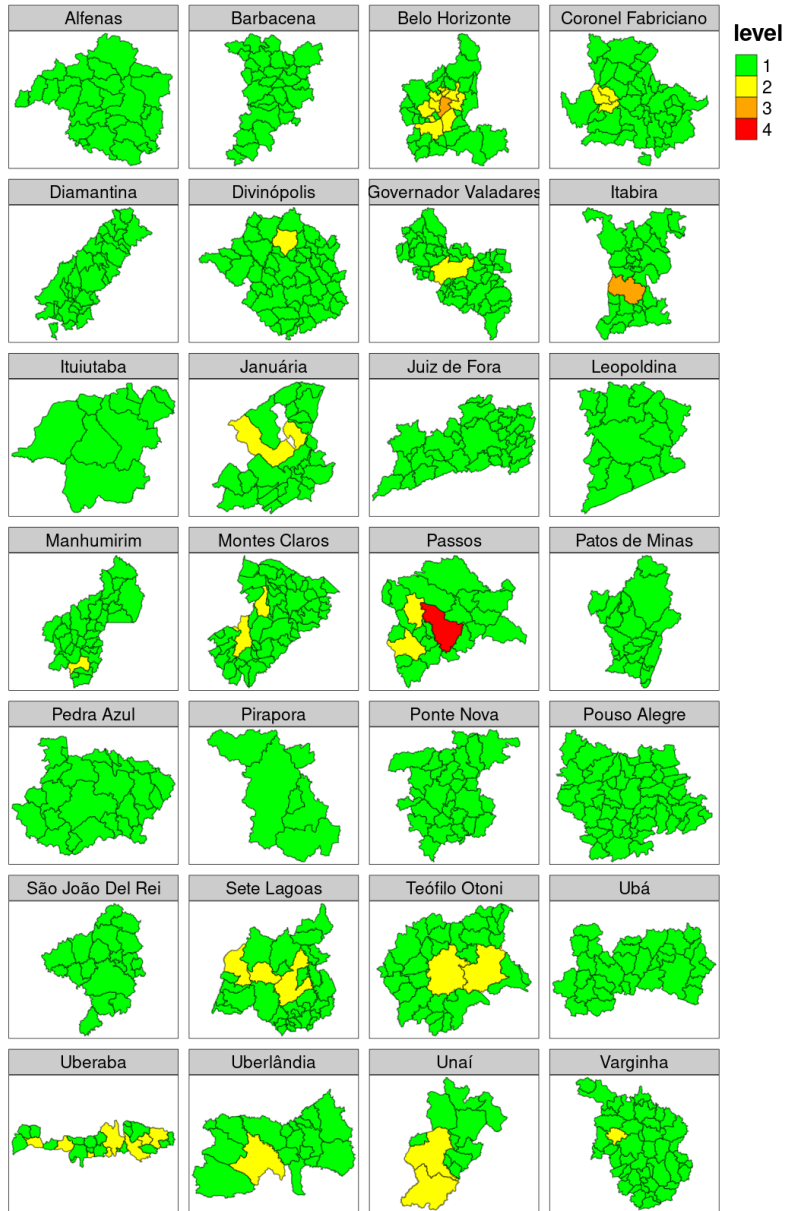 Alfenas
Barbacena
Belo Horizonte
Coronel Fabriciano
level
1
2
3
4
Diamantina
Divinópolis
Governador Valadares
Itabira
Ituiutaba
Januária
Juiz de Fora
Leopoldina
Manhumirim
Montes Claros
Passos
Patos de Minas
Pedra Azul
Pirapora
Ponte Nova
Pouso Alegre
São João Del Rei
Sete Lagoas
Teófilo Otoni
Ubá
Uberaba
Uberlândia
Unaí
Varginha